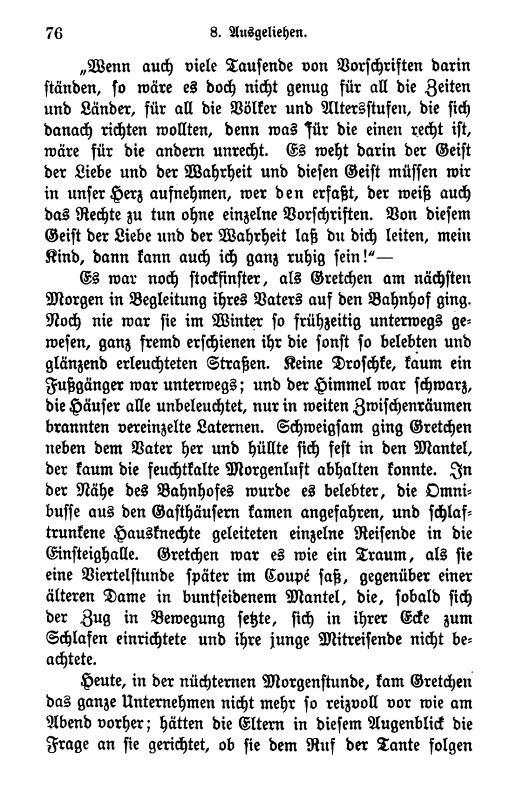 76 8. Ausgeliehen.
„Wenn auch viele Tausende von Vorschriften darin
ständen, so wäre es doch nicht genug für all die Zeiten
und Länder, für all die Völker und Altersstufen, die sich
danach richten wollten, denn was für die einen recht ist,
wäre für die andern unrecht. Es weht darin der Geist
der Liebe und der Wahrheit und diesen Geist müssen wir
in unser Herz aufnehmen, wer den erfaßt, der weiß auch
das Rechte zu tun ohne einzelne Vorschriften. Von diesem
Geist der Liebe und der Wahrheit laß du dich leiten, mein
Kind, dann kann auch ich ganz ruhig sein!“—
Es war noch stockfinster, als Gretchen am nächsten
Morgen in Begleitung ihres Vaters auf den Bahnhof ging.
Noch nie war sie im Winter so frühzeitig unterwegs ge-
wesen, ganz fremd erschienen ihr die sonst so belebten und
glänzend erleuchteten Straßen. Keine Droschke, kaum ein
Fußgänger war unterwegs; und der Himmel war schwarz,
die Häuser alle unbeleuchtet, nur in weiten Zwischenräumen
brannten vereinzelte Laternen. Schweigsam ging Gretchen
neben dem Vater her und hüllte sich fest in den Mantel,
der kaum die feuchtkalte Morgenluft abhalten konnte. In
der Nähe des Bahnhofes wurde es belebter, die Omni-
busse aus den Gasthäusern kamen angefahren, und schlaf-
trunkene Hausknechte geleiteten einzelne Reisende in die
Einsteighalle. Gretchen war es wie ein Traum, als sie
eine Viertelstunde später im Coupé saß, gegenüber einer
älteren Dame in buntseidenem Mantel, die, sobald sich
der Zug in Bewegung setzte, sich in ihrer Ecke zum
Schlafen einrichtete und ihre junge Mitreisende nicht be-
achtete.
Heute, in der nüchternen Morgenstunde, kam Gretchen
das ganze Unternehmen nicht mehr so reizvoll vor wie am
Abend vorher; hätten die Eltern in diesem Augenblick die
Frage an sie gerichtet, ob sie dem Ruf der Tante folgen